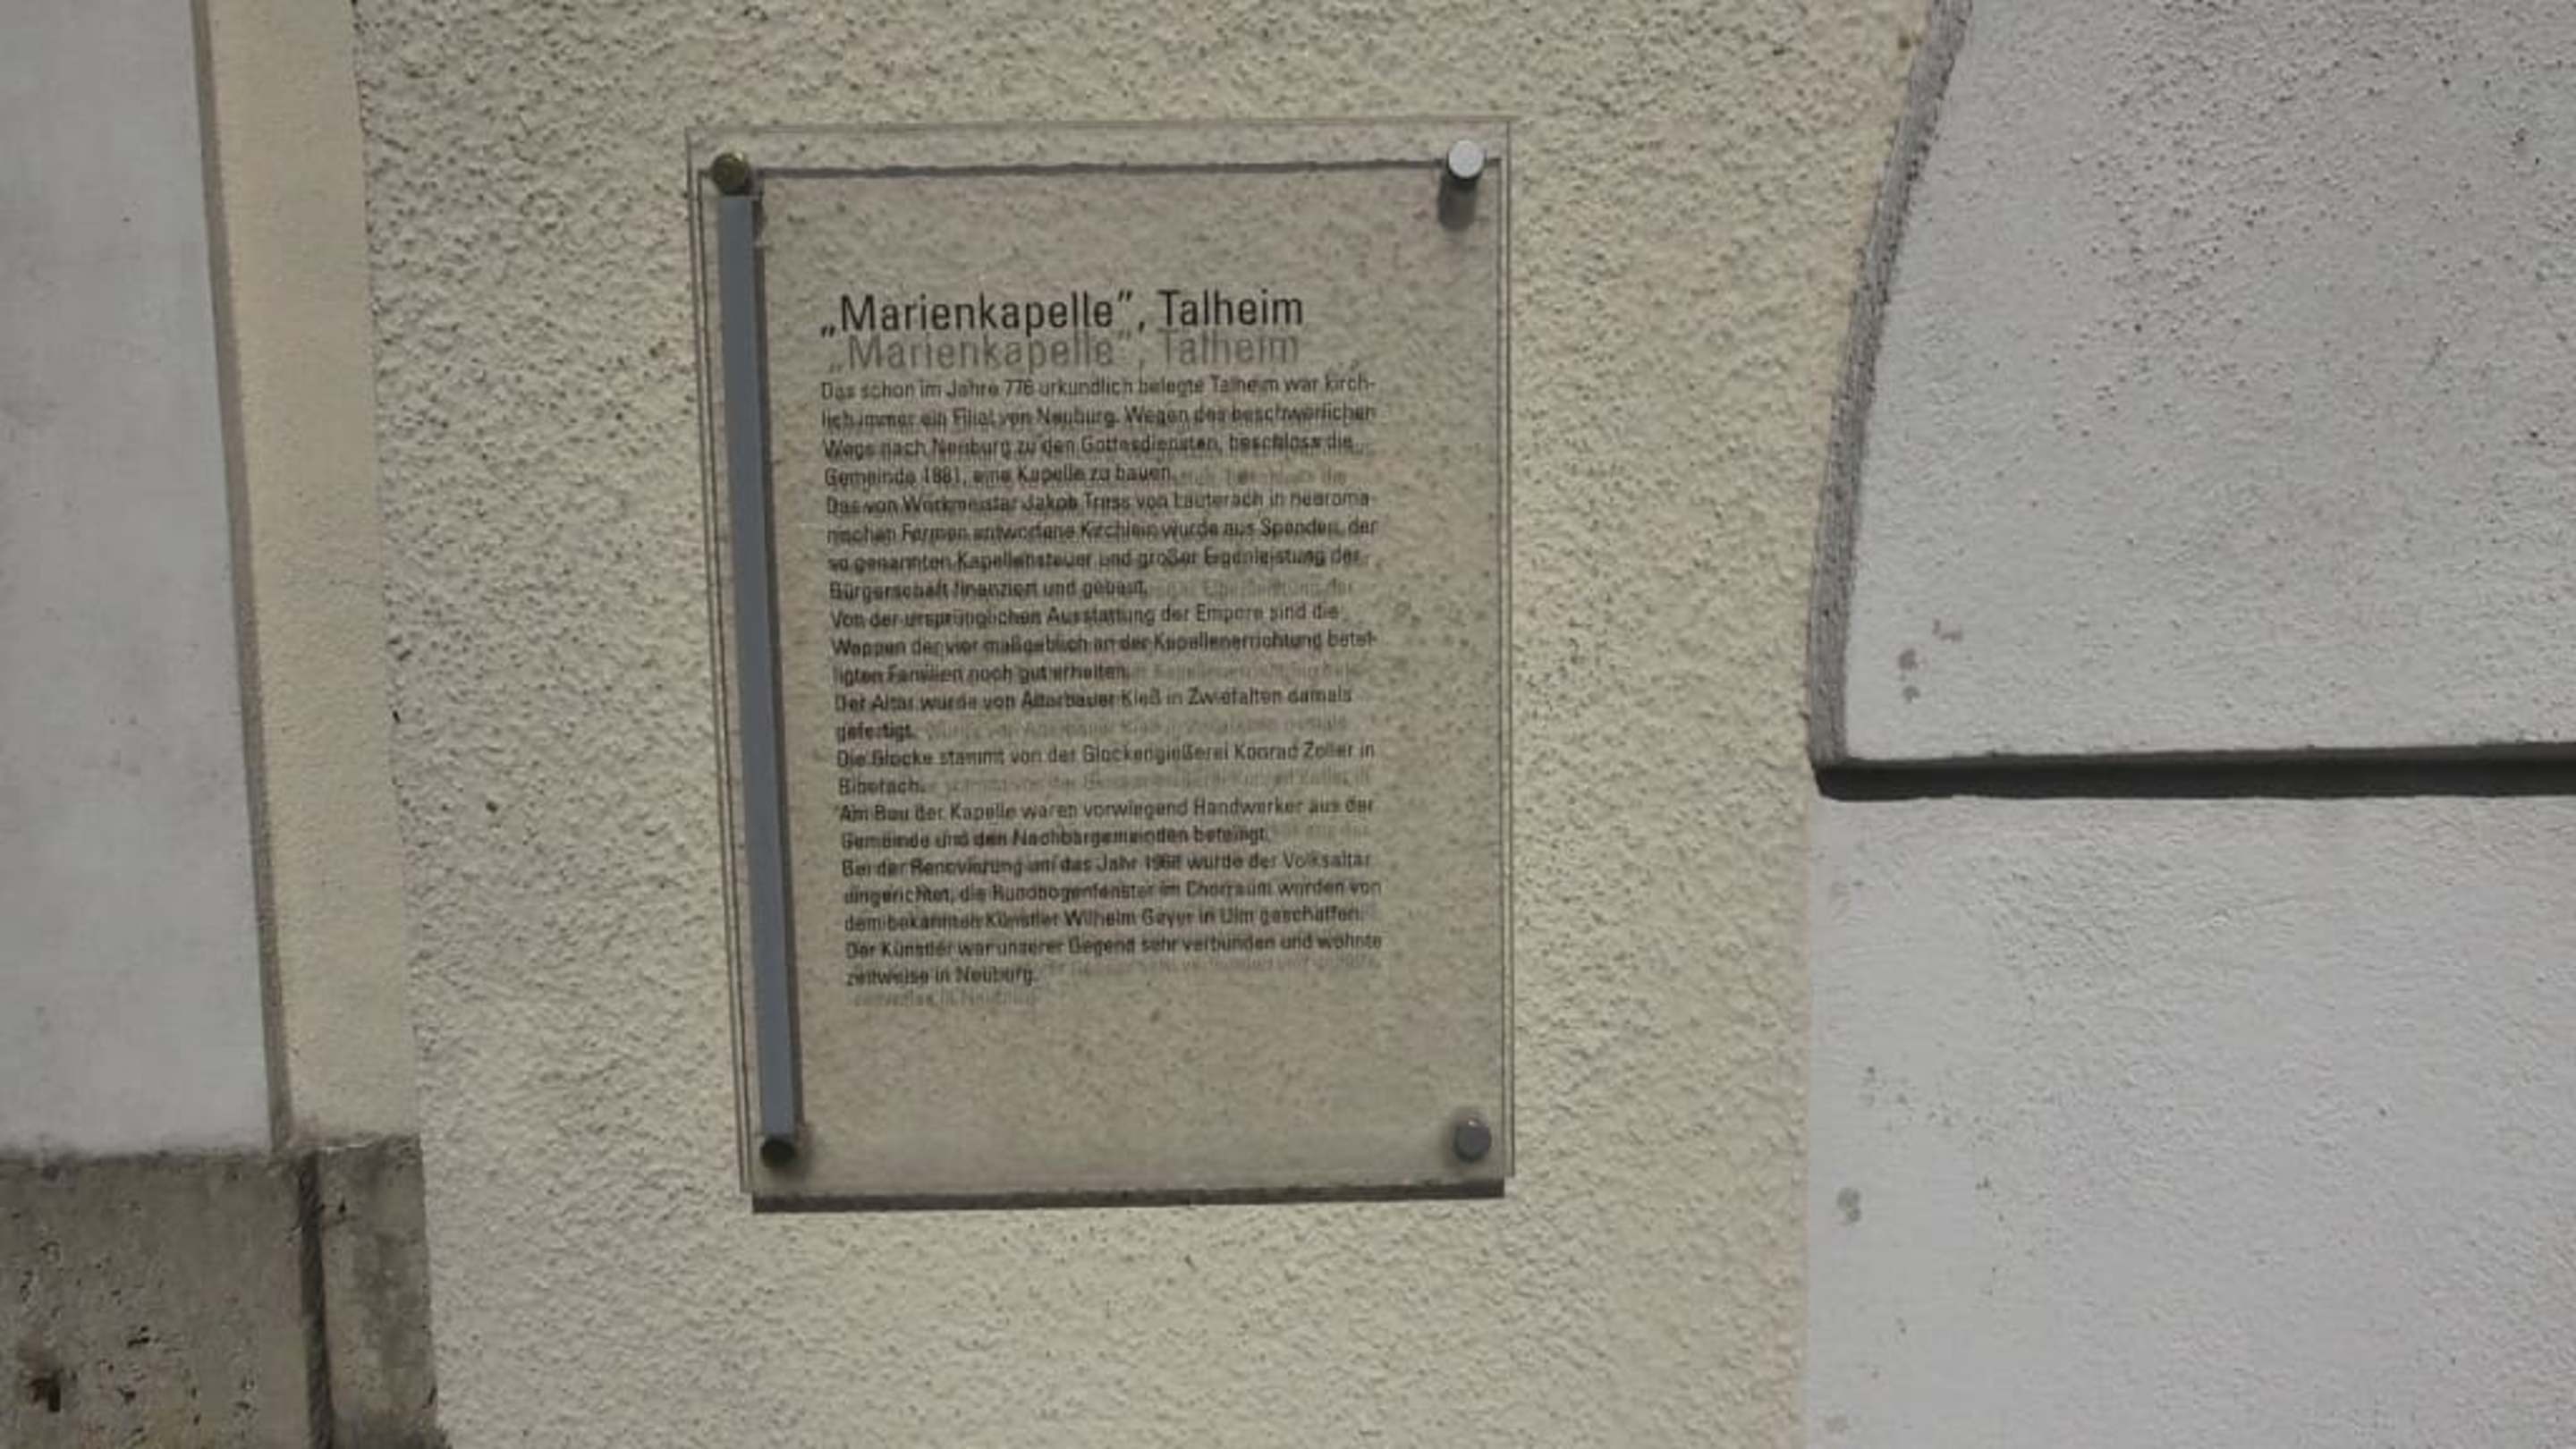 „Marienkapelle”, Talheim
Das schon im Jahre 776 urkundlich belegte Talheim war kirch-
lich immer ein Filial von Neuburg. Wegen des beschwerlichen
Wegs nach Neuburg zu den Gottesdiensten, beschloss die
Gemeinde 1881, eine Kapelle zu bauen.
Das von Werkmeister Jakob Tress von Lauterach in neoroma-
nischen Formen entworfene Kirchlein wurde aus Spenden, der
so genannten Kapellensteuer und großer Eigenleistung der
Bürgerschaft finanziert und gebaut.
Von der ursprünglichen Ausstattung der Empore sind die
Wappen der vier maßgeblich an der Kapellenerrichtung betei-
ligten Familien noch gut erhalten.
Der Altar wurde von Altarbauer Kieß in Zwiefalten damals
gefertigt.
Die Glocke stammt von der Glockengießerei Konrad Zoller in
Biberach.
Am Bau der Kapelle waren vorwiegend Handwerker aus der
Gemeinde und den Nachbargemeinden beteiligt.
Bei der Renovierung um das Jahr 1968 wurde der Volksaltar
eingerichtet, die Rundbogenfenster im Chorraum wurden von
dem bekannten Künstler Wilhelm Geyer in Ulm geschaffen.
Der Künstler war unserer Gegend sehr verbunden und wohnte
zeitweise in Neuburg.